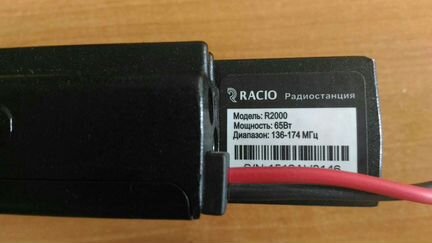 RACIO Радиостанция
Модель: R2000
Мощность: 65Вт
Диапазон: 136-174 МГц